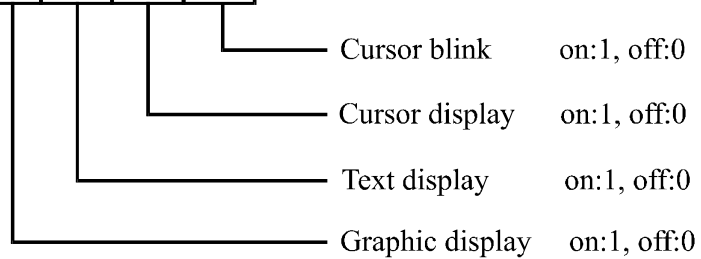 Cursor blink on:1, off:0
Cursor display on:1, off:0
Text display on:1, off:0
Graphic display on:1, off:0